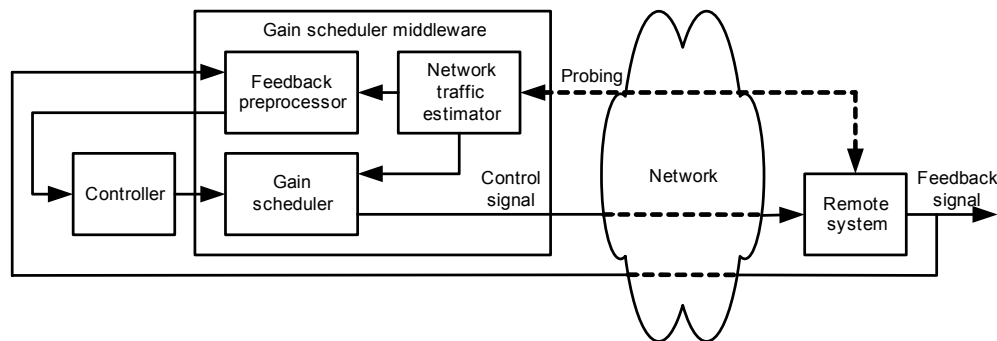 Gain scheduler middleware
Feedback
preprocessor
Network
traffic
estimator
Probing
Controller
Gain
scheduler
Control
signal
Network
Remote
system
Feedback
signal